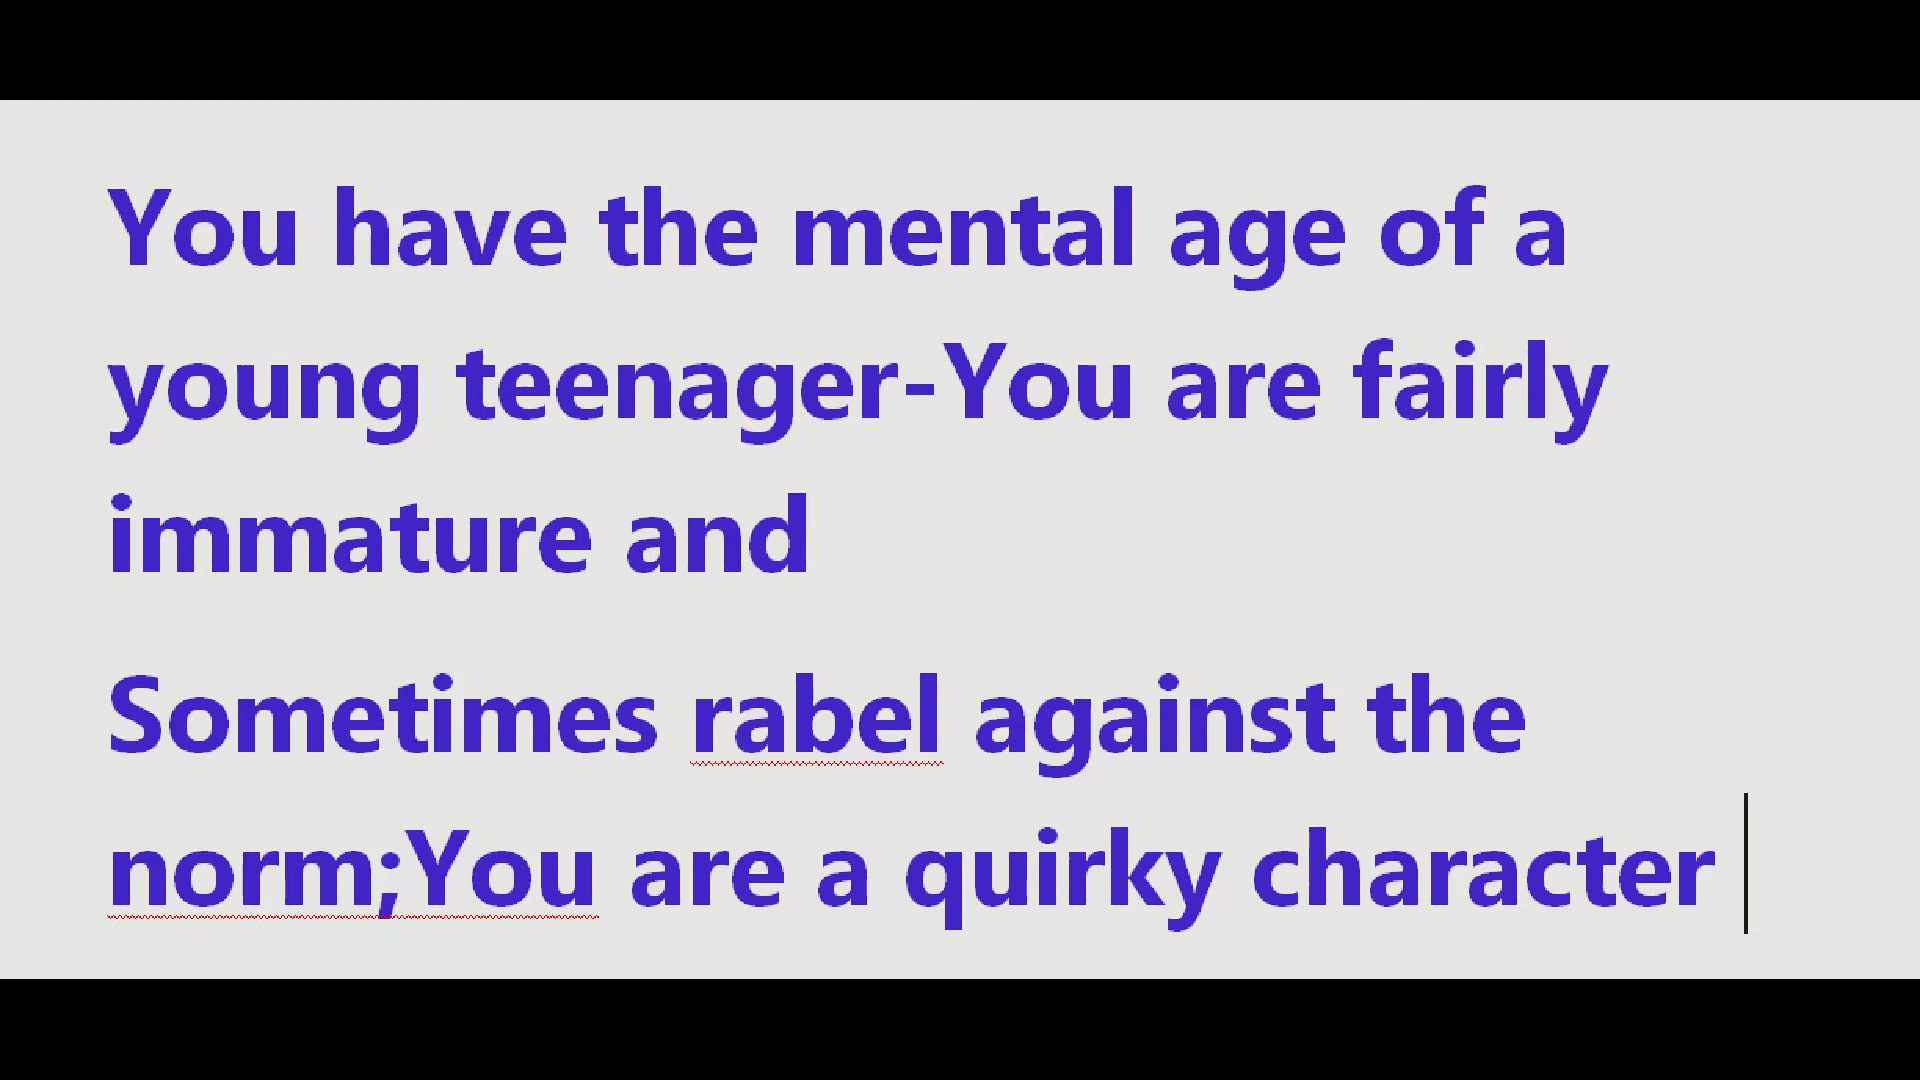 You have the mental age of a
young teenager-You are fairly
immature and
Sometimes rabel against the
norm;You are a quirky character